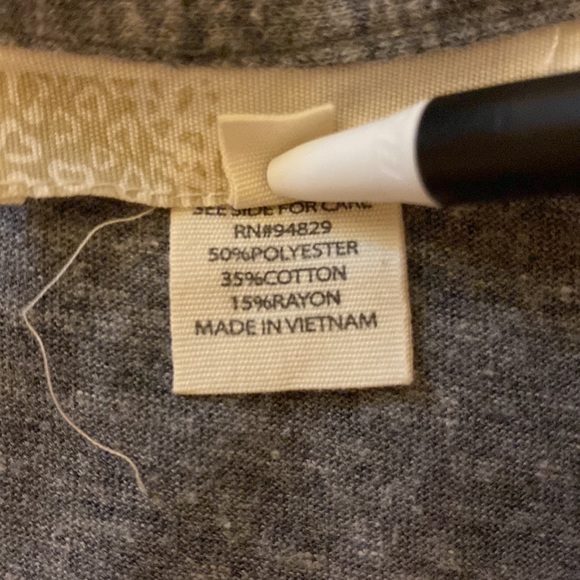 SEE SIDE FOR CARE
RN#94829
50%POLYESTER
35%COTTON
15%RAYON
MADE IN VIETNAM